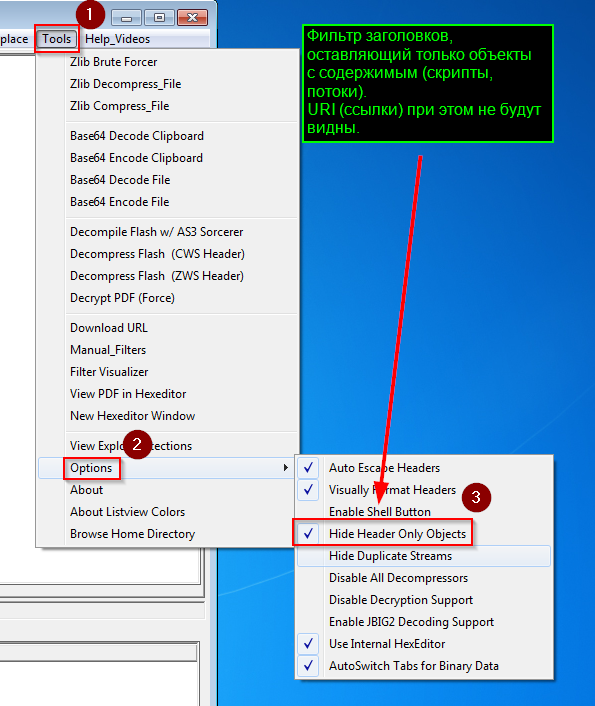 1
place Tools Help_Videos
Фильтр заголовков,
оставляющий только объекты
с содержимым (скрипты,
потоки).
URI (ссылки) при этом не будут
видны.
Zlib Brute Forcer
Zlib Decompress_File
Zlib Compress_File
Base64 Decode Clipboard
Base64 Encode Clipboard
Base64 Decode File
Base64 Encode File
Decompile Flash w/ AS3 Sorcerer
Decompress Flash (CWS Header)
Decompress Flash (ZWS Header)
Decrypt PDF (Force)
Download URL
Manual_Filters
Filter Visualizer
View PDF in Hexeditor
New Hexeditor Window
View Exploit Detections
2
Options
About
About Listview Colors
Browse Home Directory
Auto Escape Headers
Visually Format Headers
3
Enable Shell Button
Hide Header Only Objects
Hide Duplicate Streams
Disable All Decompressors
Disable Decryption Support
Enable JBIG2 Decoding Support
Use Internal HexEditor
AutoSwitch Tabs for Binary Data